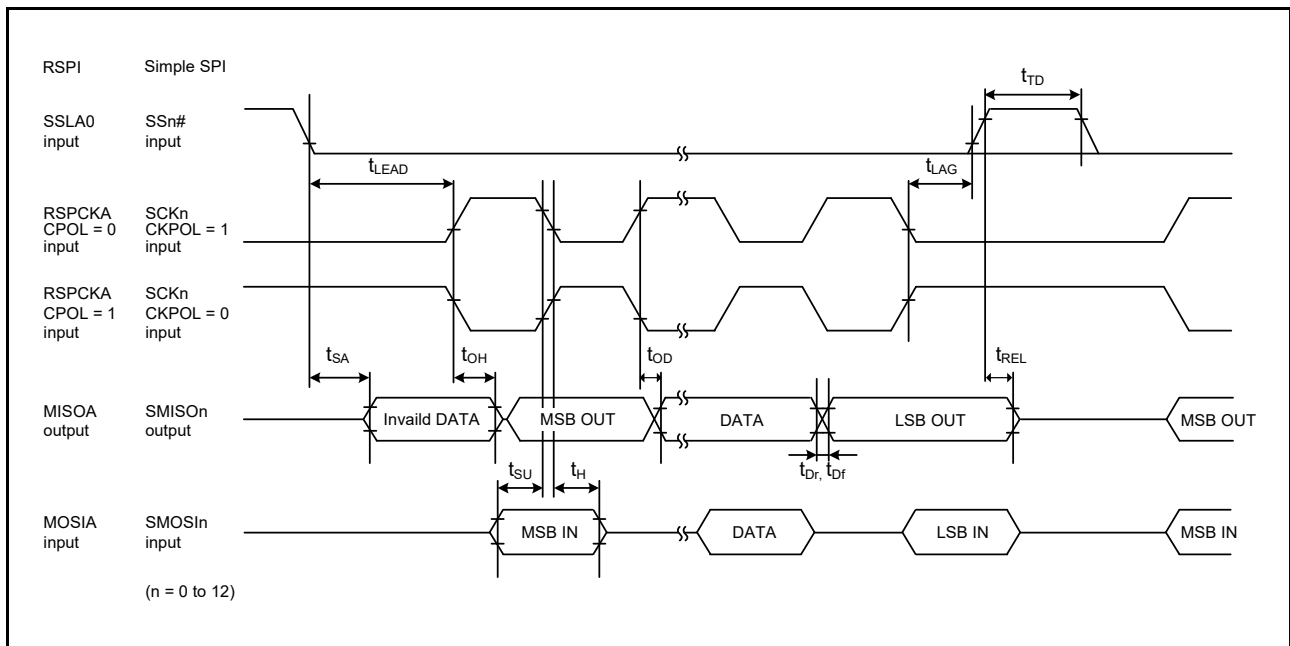 RSPI Simple SPI
tTD
SSLA0 SSn#
input input
tLEAD
tLAG
RSPCKA SCKn
CPOL = 0 CKPOL = 1
input input
RSPCKA SCKn
CPOL = 1 CKPOL = 0
input input
tSA tOH tOD tREL
MISOA SMISOn
output output
Invaild DATA MSB OUT DATA LSB OUT MSB OUT
tSU tH tDr, tDf
MOSIA SMOSIn
input input
MSB IN DATA LSB IN MSB IN
(n = 0 to 12)